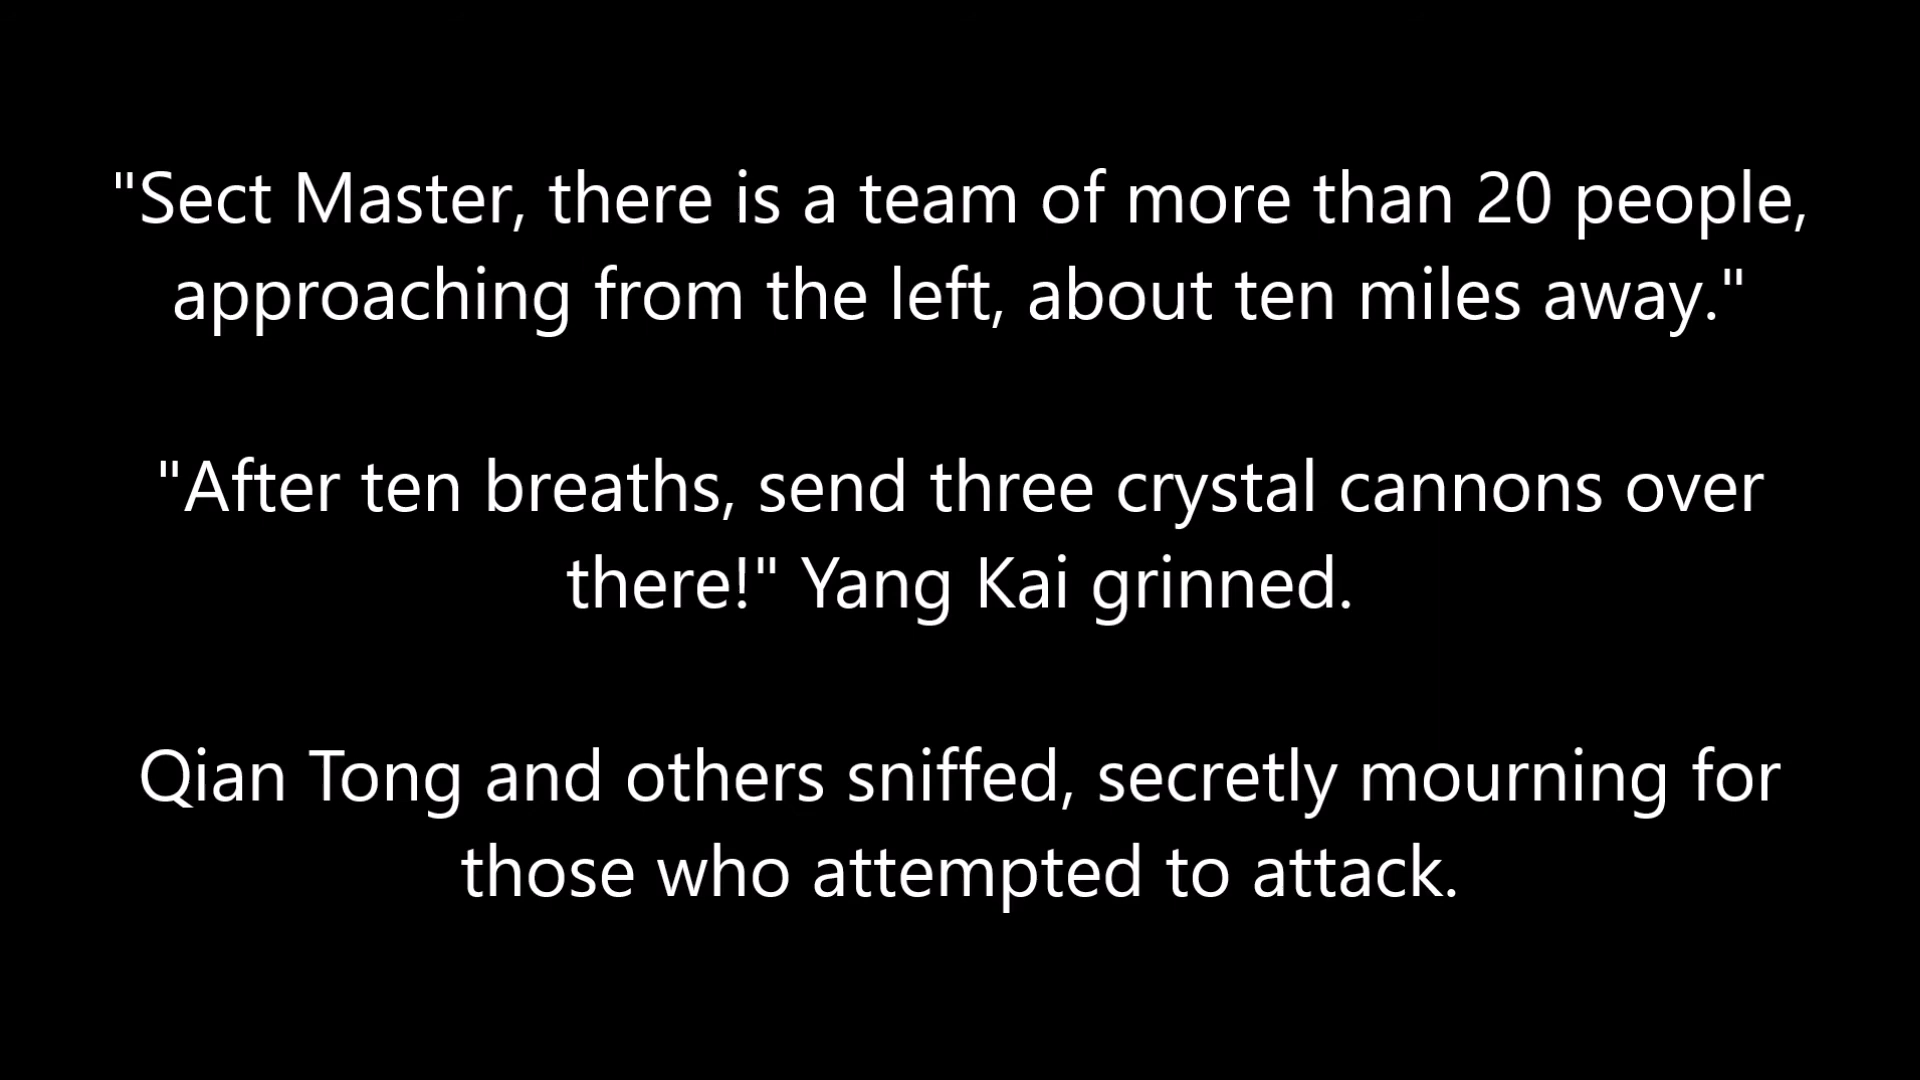 "Sect Master, there is a team of more than 20 people,
approaching from the left, about ten miles away."
"After ten breaths, send three crystal cannons over
there!" Yang Kai grinned.
Qian Tong and others sniffed, secretly mourning for
those who attempted to attack.